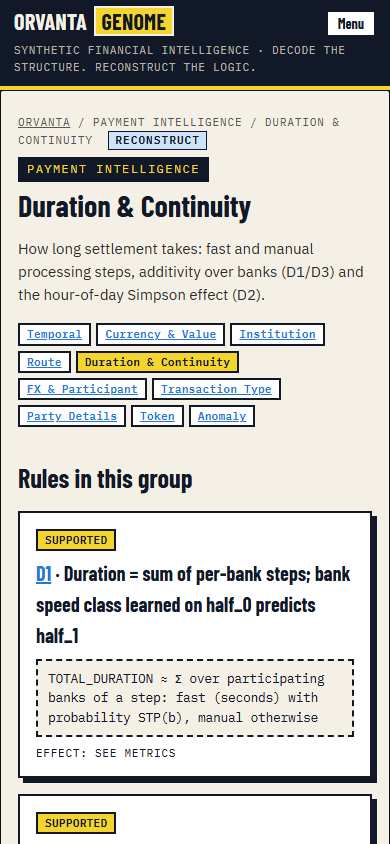 ORVANTA GENOME
Menu
SYNTHETIC FINANCIAL INTELLIGENCE · DECODE THE
STRUCTURE. RECONSTRUCT THE LOGIC.
ORVANTA / PAYMENT INTELLIGENCE / DURATION &
CONTINUITY RECONSTRUCT
PAYMENT INTELLIGENCE
Duration & Continuity
How long settlement takes: fast and manual
processing steps, additivity over banks (D1/D3) and
the hour-of-day Simpson effect (D2).
Temporal Currency & Value Institution
Route Duration & Continuity
FX & Participant Transaction Type
Party Details Token Anomaly
Rules in this group
SUPPORTED
D1 · Duration = sum of per-bank steps; bank
speed class learned on half_0 predicts
half_1
TOTAL_DURATION ≈ Σ over participating
banks of a step: fast (seconds) with
probability STP(b), manual otherwise
EFFECT: SEE METRICS
SUPPORTED